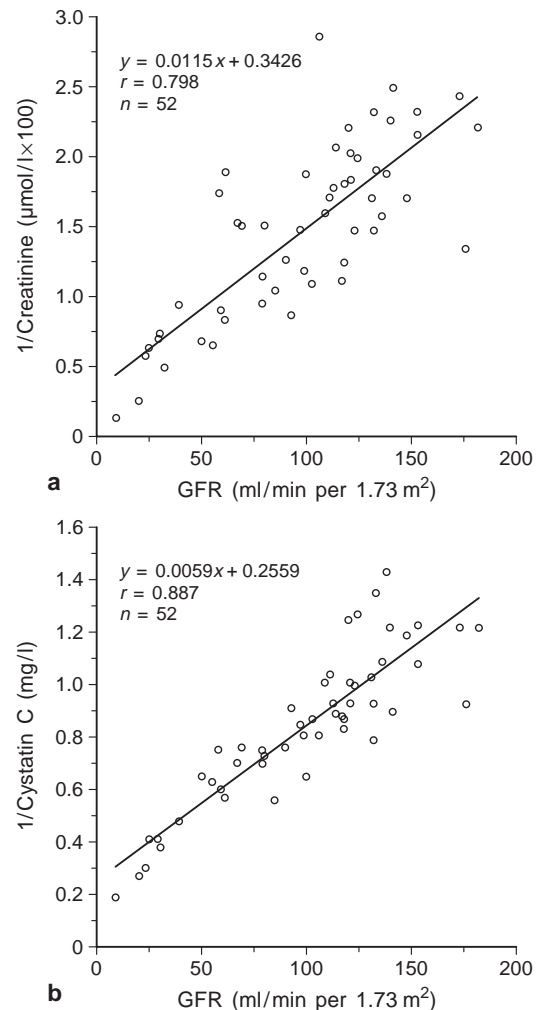 3.0
y = 0.0115x + 0.3426
r = 0.798
n = 52
2.5
2.0
1.5
1.0
0.5
0
1/Creatinine (µmol/l×100)
0 50 100 150 200
a GFR (ml/min per 1.73 m²)
1.6
y = 0.0059x + 0.2559
r = 0.887
n = 52
1.4
1.2
1.0
0.8
0.6
0.4
0.2
0
1/Cystatin C (mg/l)
0 50 100 150 200
b GFR (ml/min per 1.73 m²)